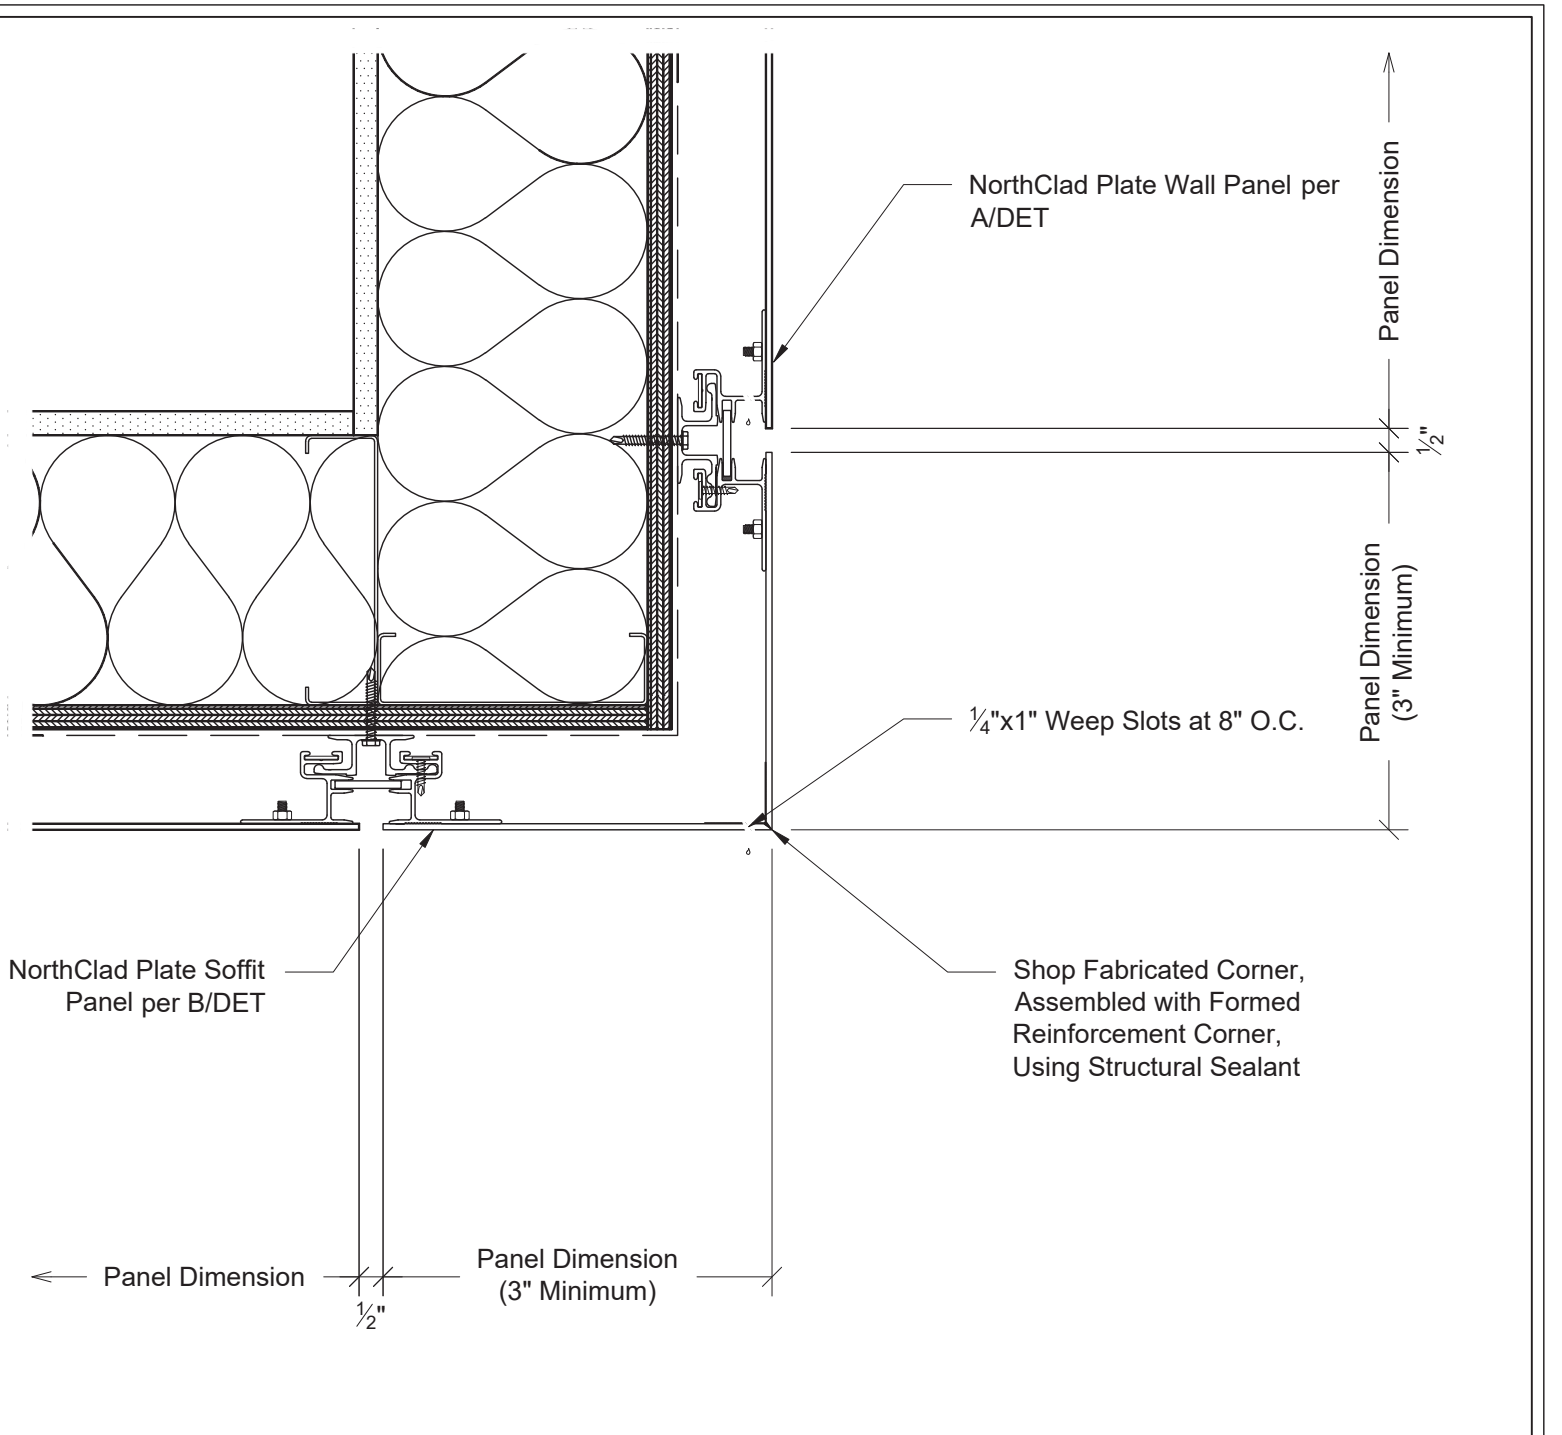 NorthClad Plate Wall Panel per
A/DET
Panel Dimension
1/2"
Panel Dimension
(3" Minimum)
1/4"x1" Weep Slots at 8" O.C.
NorthClad Plate Soffit
Panel per B/DET
Shop Fabricated Corner,
Assembled with Formed
Reinforcement Corner,
Using Structural Sealant
Panel Dimension
1/2"
Panel Dimension
(3" Minimum)